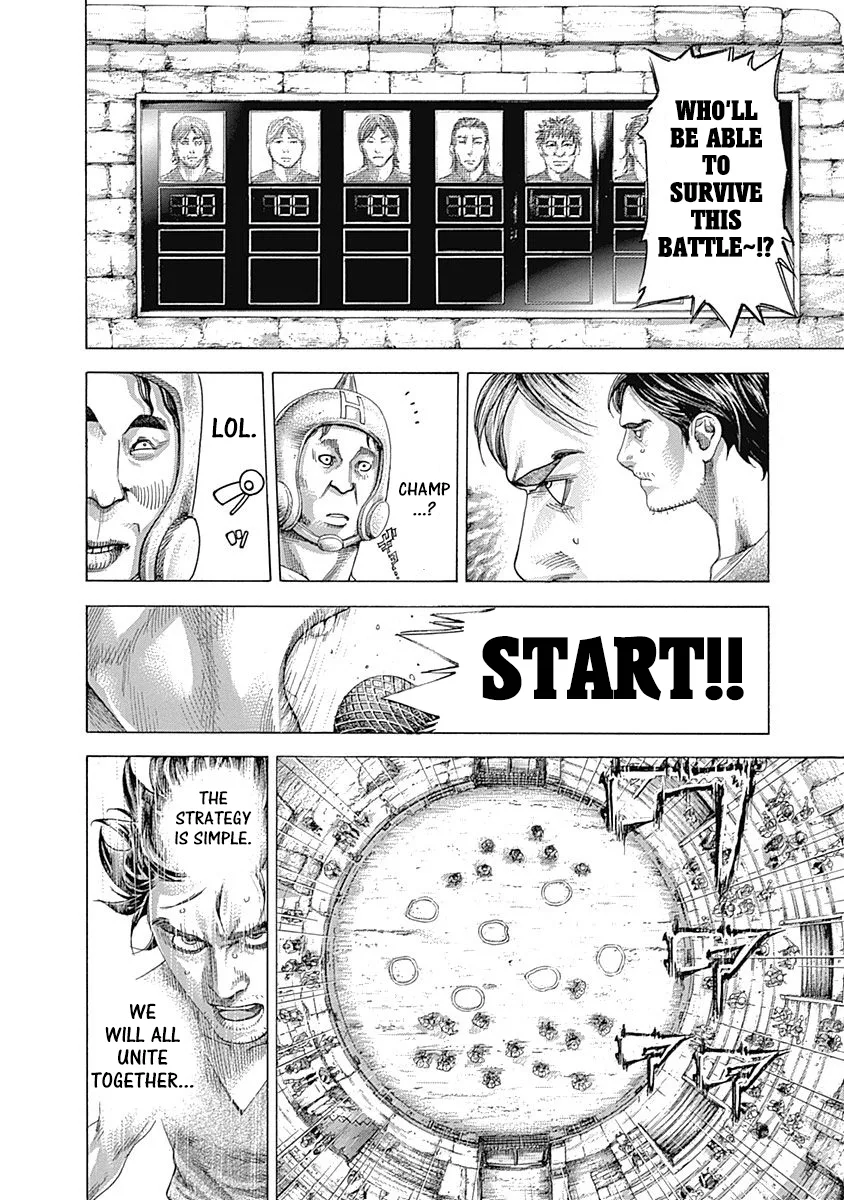 WHO'LL
BE ABLE
TO
SURVIVE
THIS
BATTLE~!?
CHAMP
...?
H
LOL.
START!!
THE
STRATEGY
IS SIMPLE.
WE
WILL ALL
UNITE
TOGETHER...